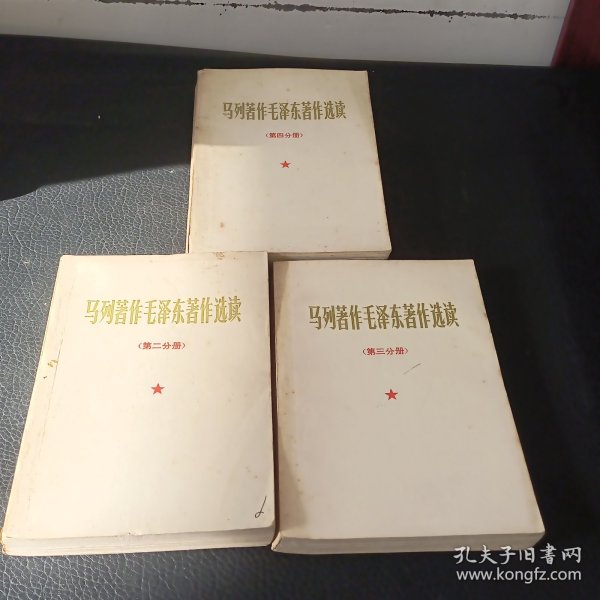 马列著作毛泽东著作选读
（第四分册）
马列著作毛泽东著作选读
（第二分册）
马列著作毛泽东著作选读
（第三分册）
孔夫子旧书网
www.kongfz.com